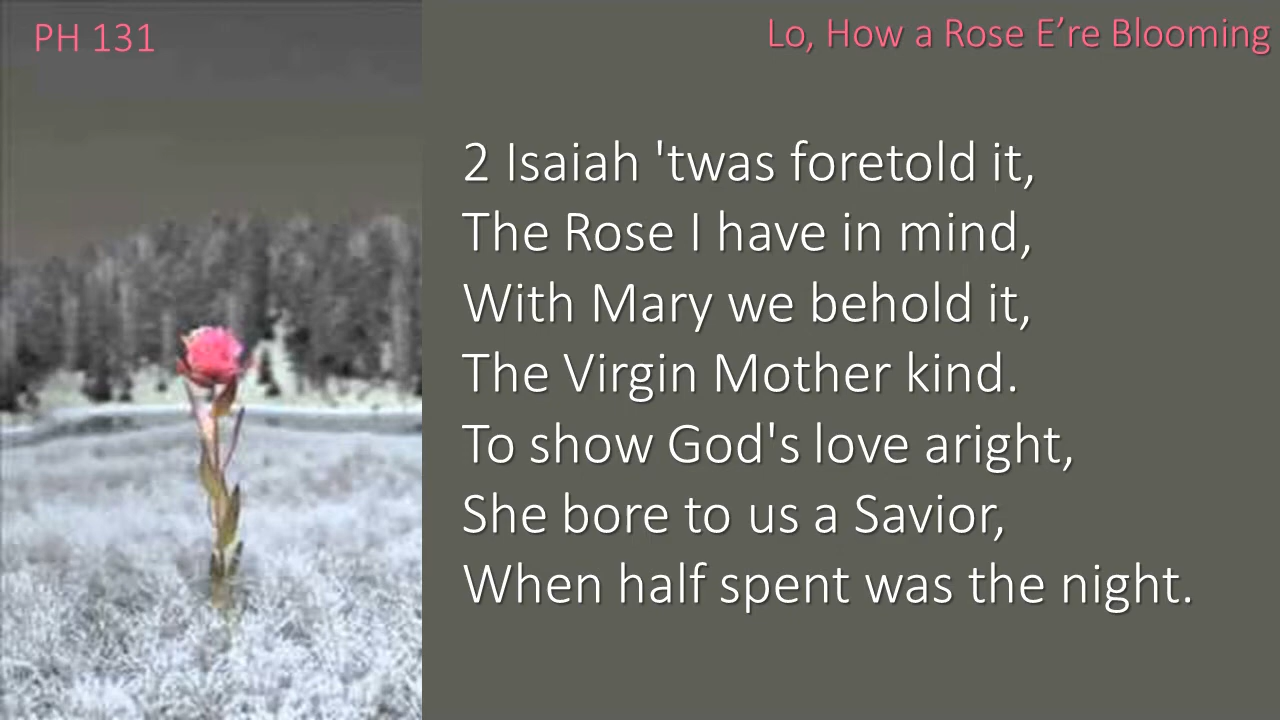 PH 131
Lo, How a Rose E’re Blooming
2 Isaiah 'twas foretold it,
The Rose I have in mind,
With Mary we behold it,
The Virgin Mother kind.
To show God's love aright,
She bore to us a Savior,
When half spent was the night.